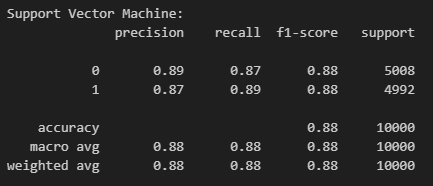 Support Vector Machine:
precision recall f1-score support
0 0.89 0.87 0.88 5008
1 0.87 0.89 0.88 4992
accuracy 0.88 10000
macro avg 0.88 0.88 0.88 10000
weighted avg 0.88 0.88 0.88 10000